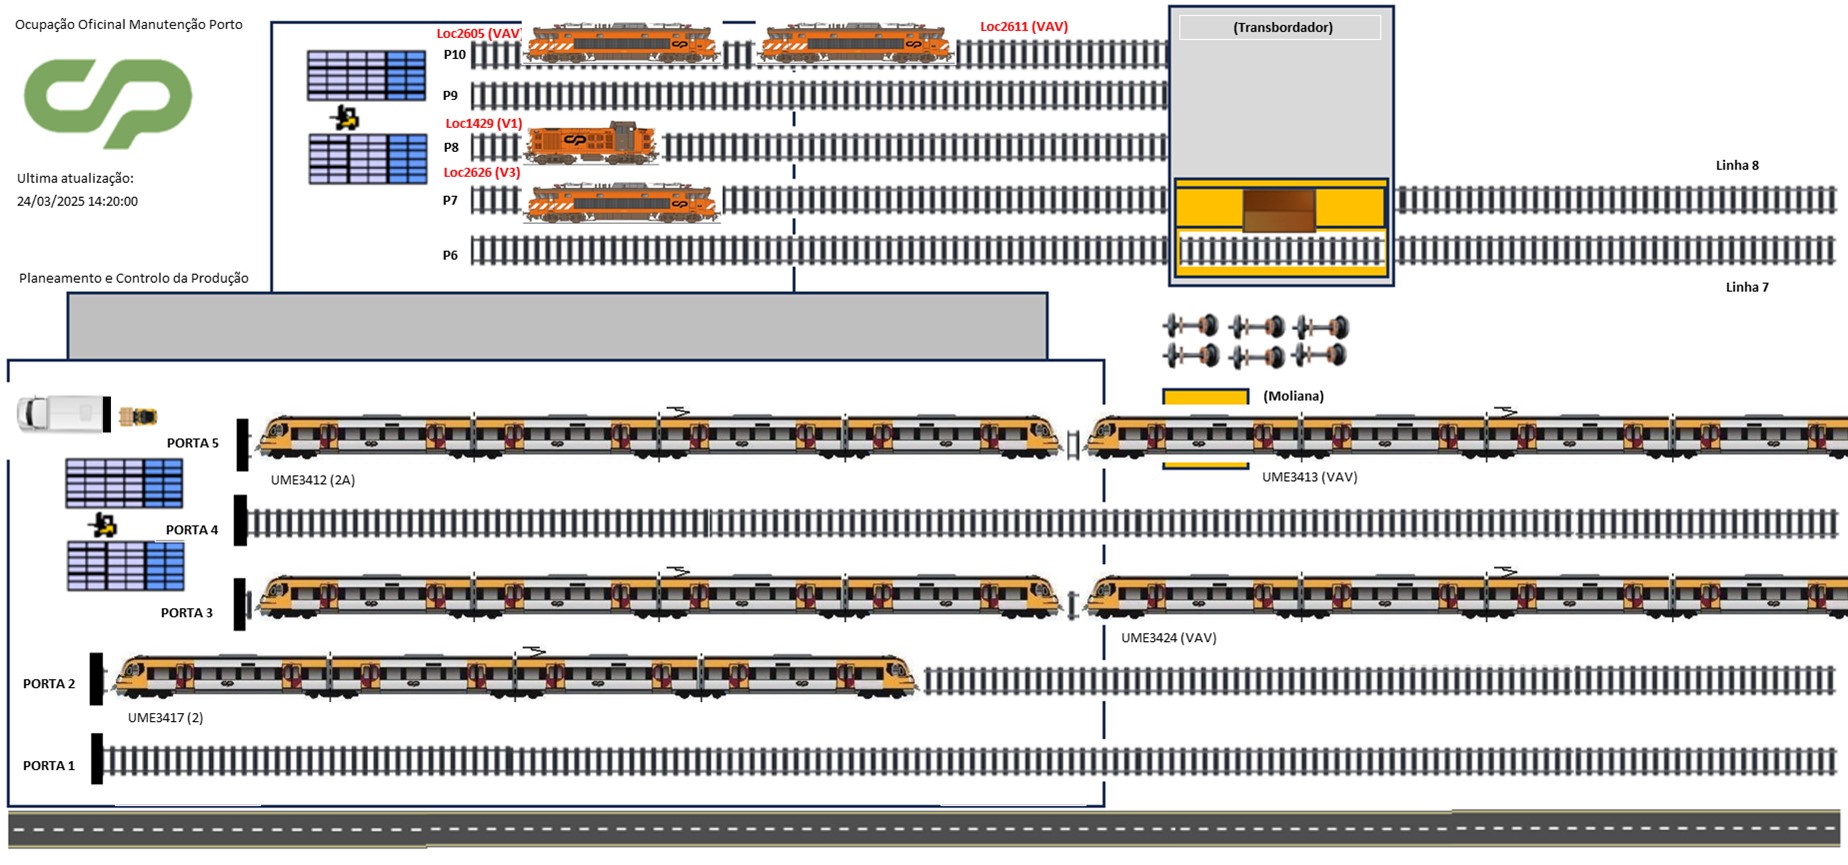 Ocupação Oficinal Manutenção Porto
Ultima atualização:
24/03/2025 14:20:00
Planeamento e Controlo da Produção
Loc2605 (VAV)
Loc2611 (VAV)
P10
P9
Loc1429 (V1)
P8
Loc2626 (V3)
P7
P6
(Transbordador)
Linha 8
Linha 7
(Moliana)
PORTA 5
UME3412 (2A)
UME3413 (VAV)
PORTA 4
PORTA 3
UME3424 (VAV)
PORTA 2
UME3417 (2)
PORTA 1